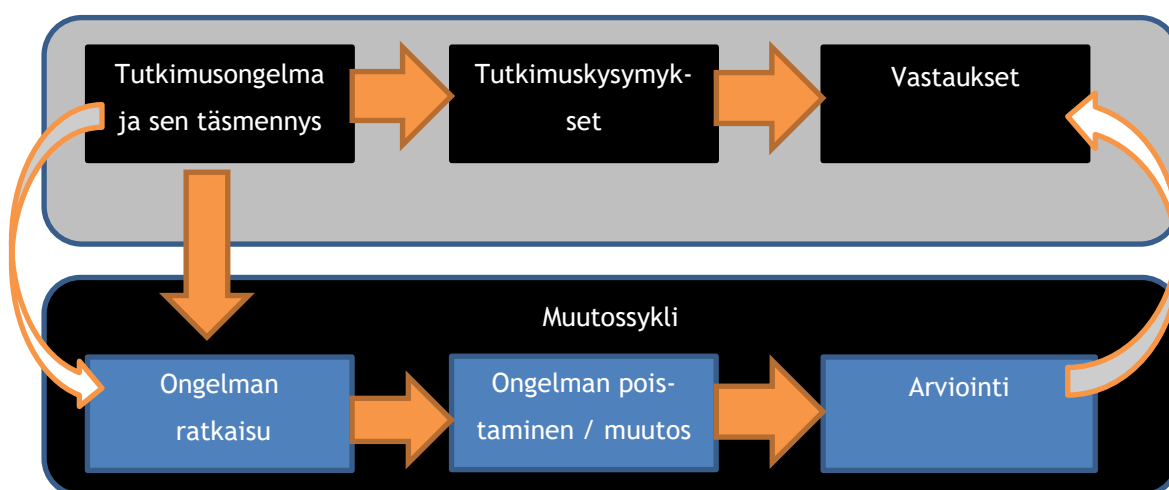 Tutkimusongelma
ja sen täsmennys
Tutkimuskysymyk-
set
Vastaukset
Muutossykli
Ongelman
ratkaisu
Ongelman pois-
taminen / muutos
Arviointi